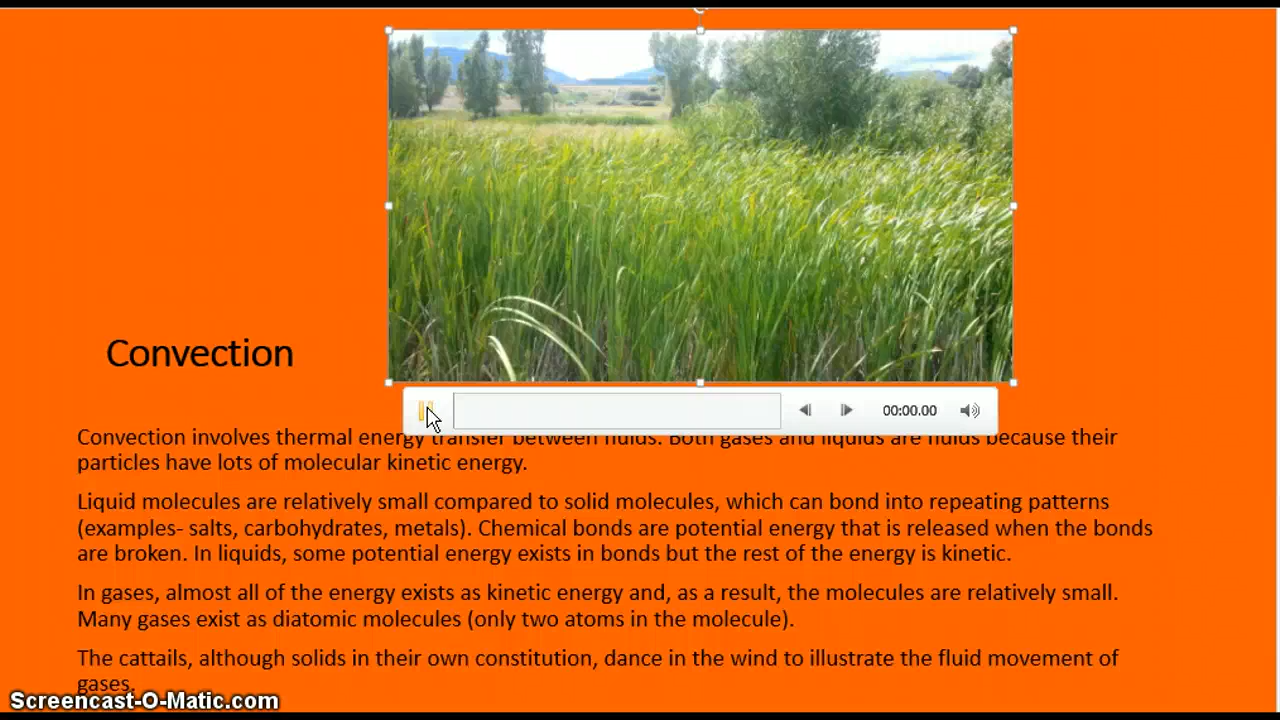 Convection
00:00.00
Convection involves thermal energy transfer between fluids. Both gases and liquids are fluids because their
particles have lots of molecular kinetic energy.
Liquid molecules are relatively small compared to solid molecules, which can bond into repeating patterns
(examples- salts, carbohydrates, metals). Chemical bonds are potential energy that is released when the bonds
are broken. In liquids, some potential energy exists in bonds but the rest of the energy is kinetic.
In gases, almost all of the energy exists as kinetic energy and, as a result, the molecules are relatively small.
Many gases exist as diatomic molecules (only two atoms in the molecule).
The cattails, although solids in their own constitution, dance in the wind to illustrate the fluid movement of
gases.
Screencast-O-Matic.com